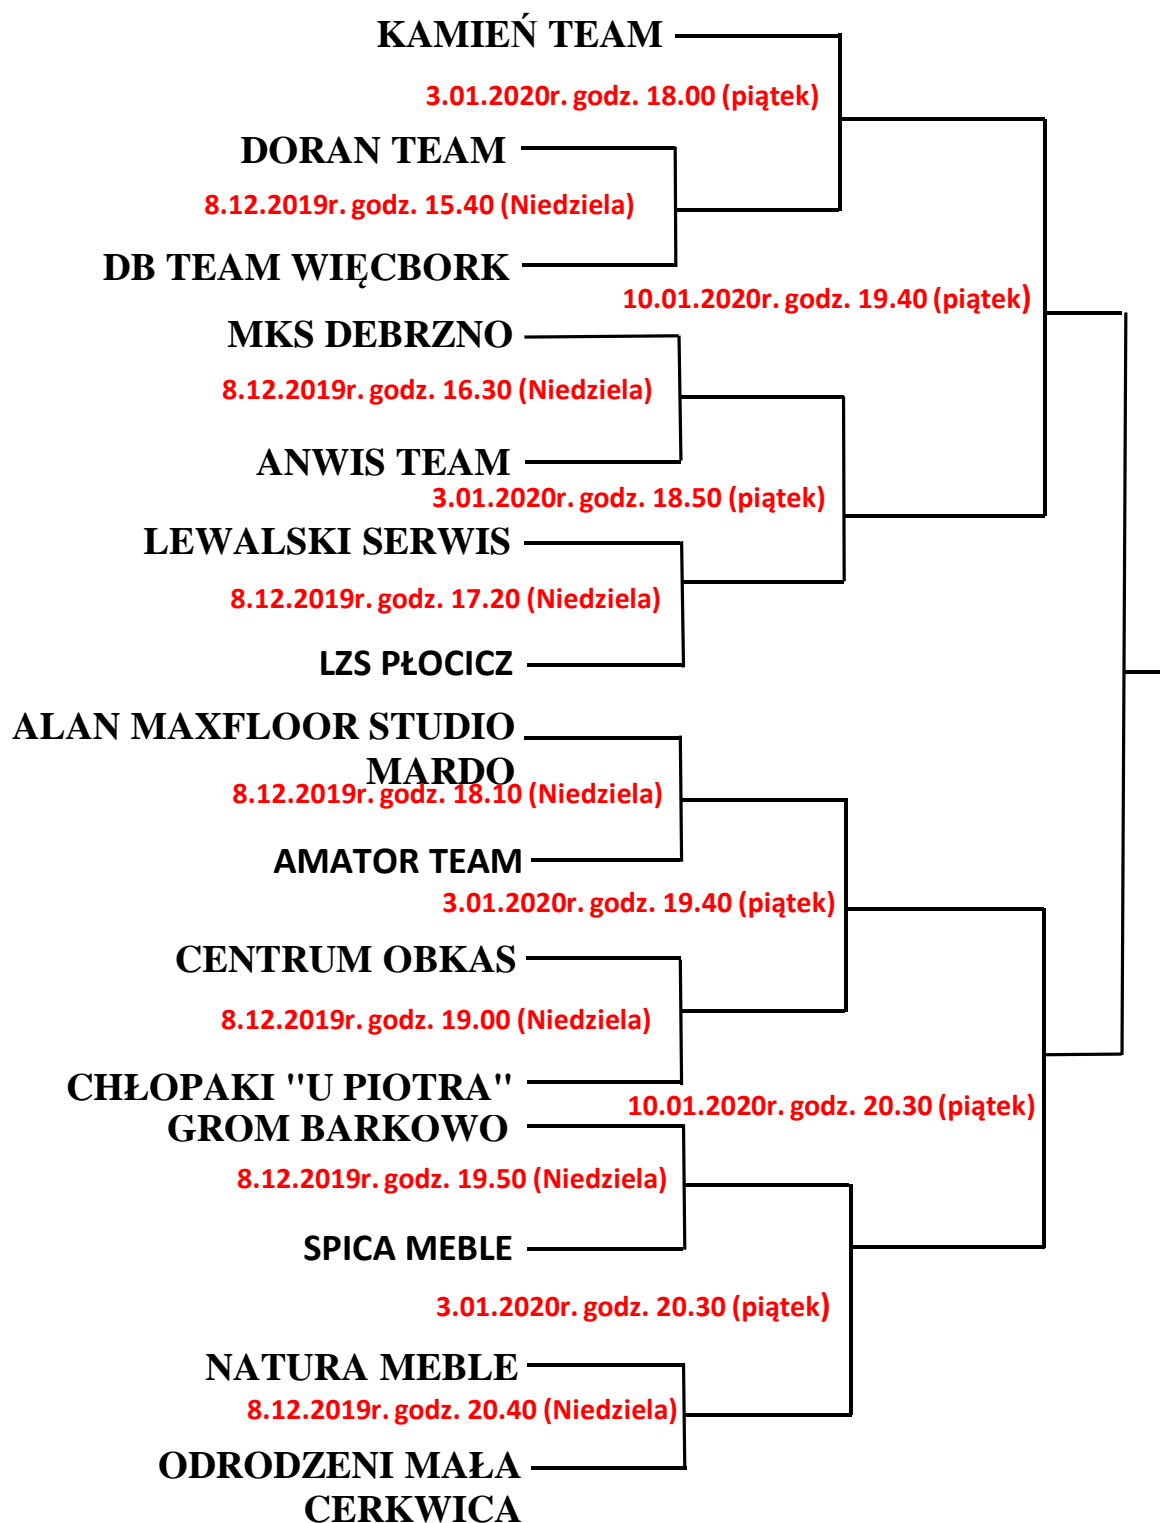 KAMIEŃ TEAM
3.01.2020r. godz. 18.00 (piątek)
DORAN TEAM
8.12.2019r. godz. 15.40 (Niedziela)
DB TEAM WIĘCBORK
10.01.2020r. godz. 19.40 (piątek)
MKS DEBRZNO
8.12.2019r. godz. 16.30 (Niedziela)
ANWIS TEAM
3.01.2020r. godz. 18.50 (piątek)
LEWALSKI SERWIS
8.12.2019r. godz. 17.20 (Niedziela)
LZS PŁOCICZ
ALAN MAXFLOOR STUDIO
MARDO
8.12.2019r. godz. 18.10 (Niedziela)
AMATOR TEAM
3.01.2020r. godz. 19.40 (piątek)
CENTRUM OBKAS
8.12.2019r. godz. 19.00 (Niedziela)
CHŁOPAKI "U PIOTRA"
10.01.2020r. godz. 20.30 (piątek)
GROM BARKOWO
8.12.2019r. godz. 19.50 (Niedziela)
SPICA MEBLE
3.01.2020r. godz. 20.30 (piątek)
NATURA MEBLE
8.12.2019r. godz. 20.40 (Niedziela)
ODRODZENI MAŁA
CERKWICA